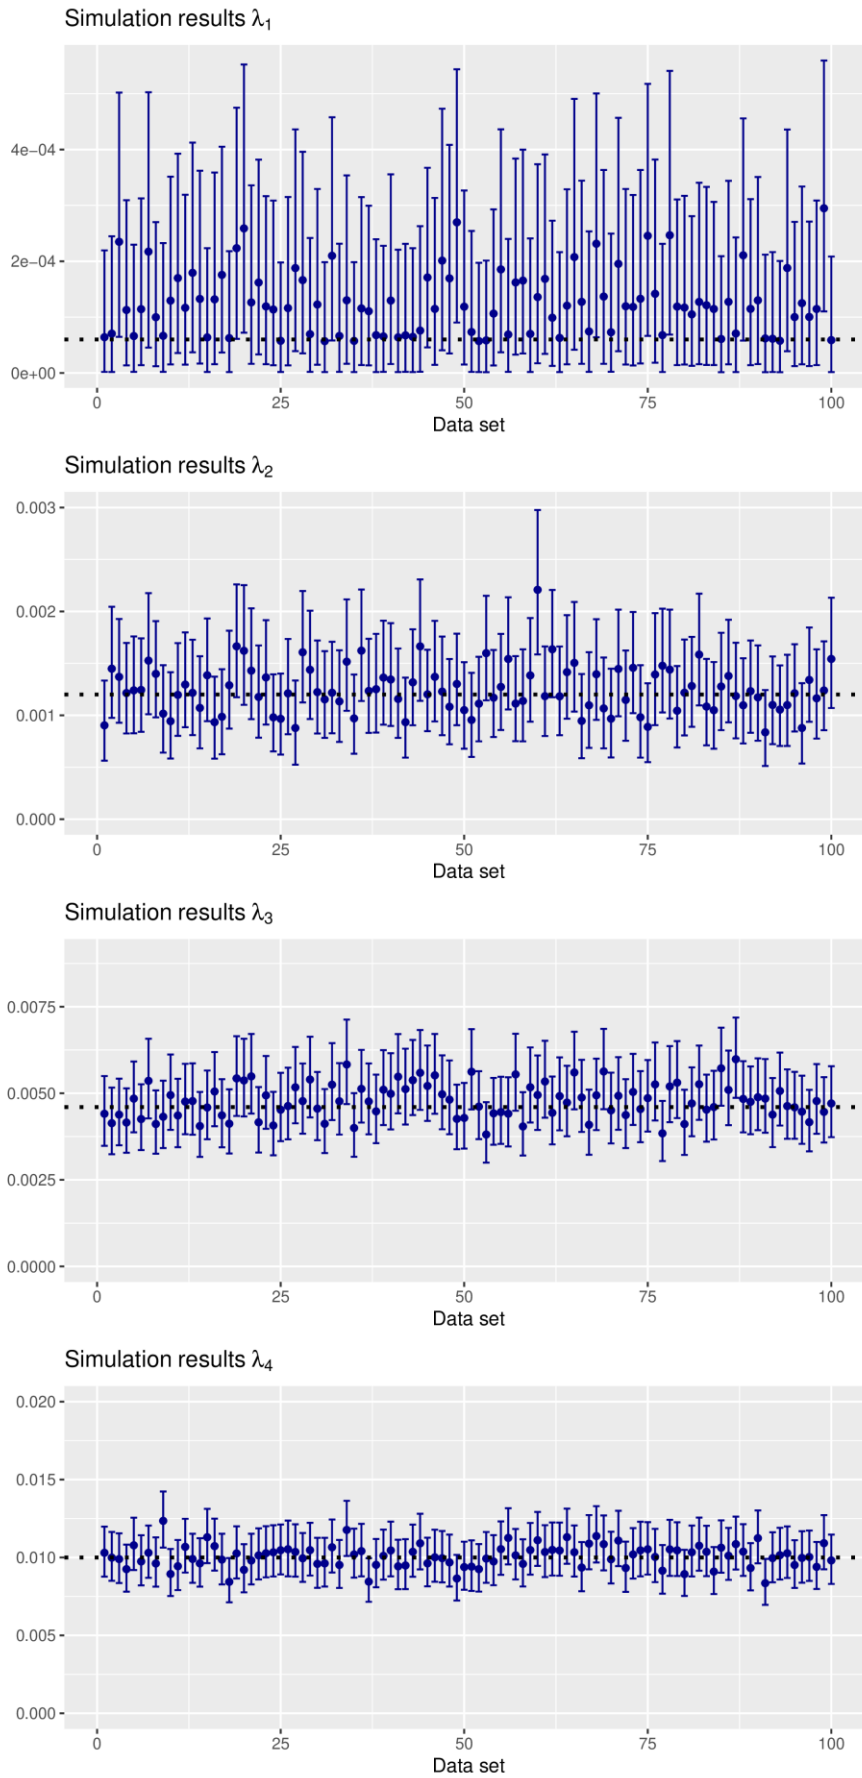 Simulation results λ₁
4e−04
2e−04
0e+00
0 25 50 75 100
Data set
Simulation results λ₂
0.003
0.002
0.001
0.000
0 25 50 75 100
Data set
Simulation results λ₃
0.0075
0.0050
0.0025
0.0000
0 25 50 75 100
Data set
Simulation results λ₄
0.020
0.015
0.010
0.005
0.000
0 25 50 75 100
Data set